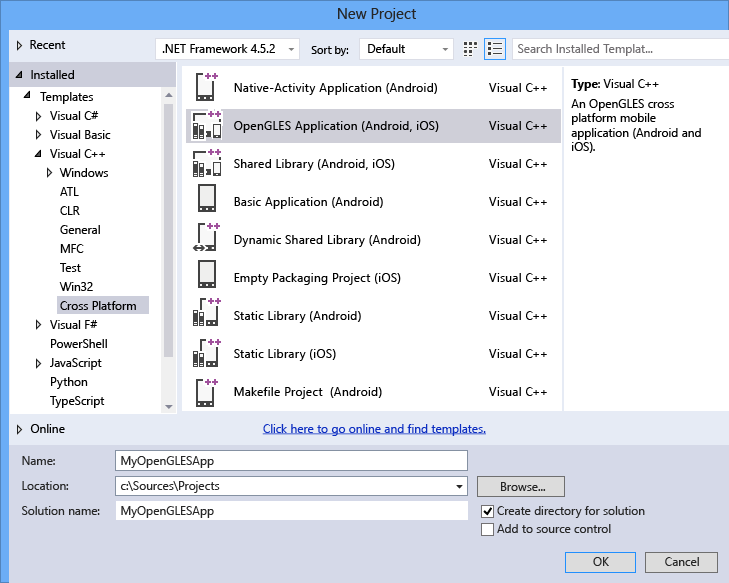 New Project
Recent
.NET Framework 4.5.2
Sort by:
Default
Search Installed Templat...
Installed
Templates
Visual C#
Visual Basic
Visual C++
Windows
ATL
CLR
General
MFC
Test
Win32
Cross Platform
Visual F#
PowerShell
JavaScript
Python
TypeScript
Online
Native-Activity Application (Android) Visual C++
OpenGLES Application (Android, iOS) Visual C++
Shared Library (Android, iOS) Visual C++
Basic Application (Android) Visual C++
Dynamic Shared Library (Android) Visual C++
Empty Packaging Project (iOS) Visual C++
Static Library (Android) Visual C++
Static Library (iOS) Visual C++
Makefile Project (Android) Visual C++
Click here to go online and find templates.
Type: Visual C++
An OpenGLES cross
platform mobile
application (Android and
iOS).
Name: MyOpenGLESApp
Location: c:\Sources\Projects
Browse...
Solution name: MyOpenGLESApp
Create directory for solution
Add to source control
OK
Cancel